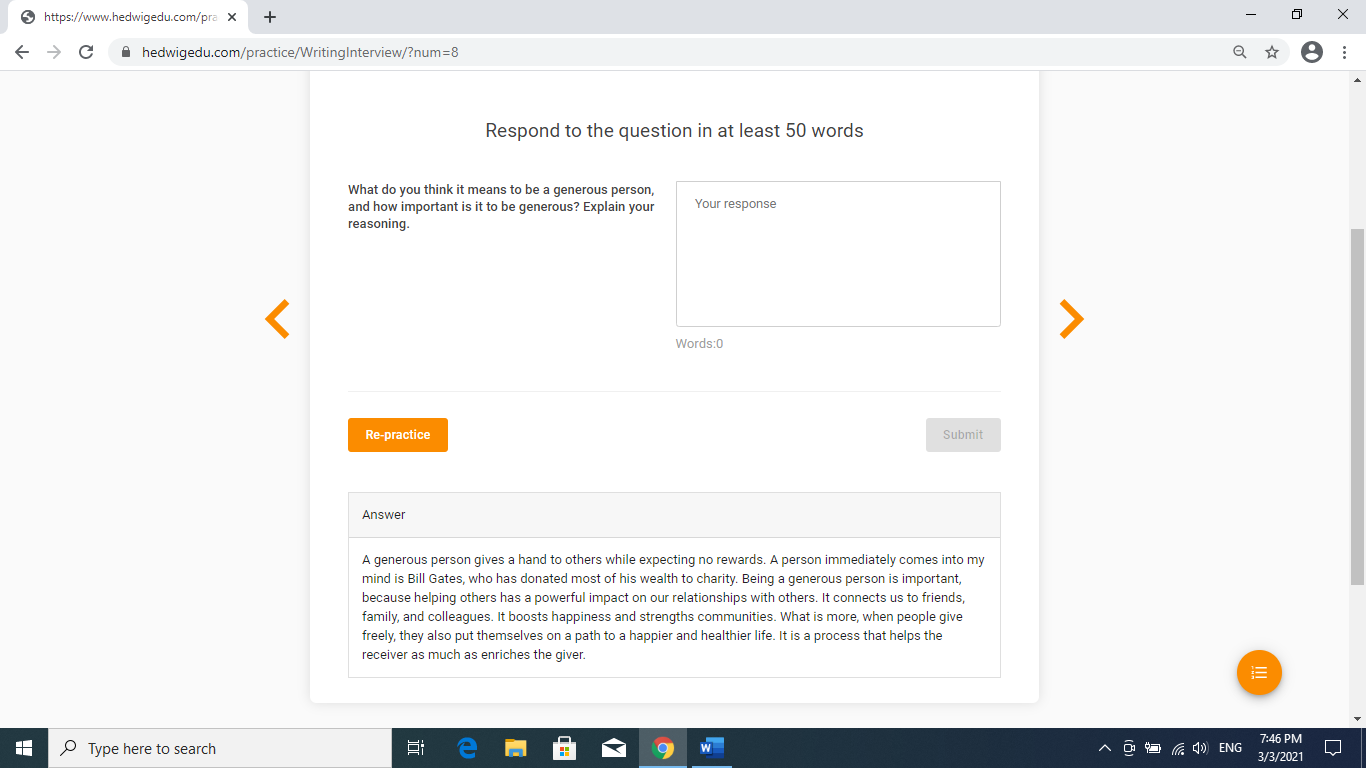 https://www.hedwigedu.com/pra
hedwigedu.com/practice/WritingInterview/?num=8
Respond to the question in at least 50 words
What do you think it means to be a generous person,
and how important is it to be generous? Explain your
reasoning.
Your response
Words:0
Re-practice
Submit
Answer
A generous person gives a hand to others while expecting no rewards. A person immediately comes into my
mind is Bill Gates, who has donated most of his wealth to charity. Being a generous person is important,
because helping others has a powerful impact on our relationships with others. It connects us to friends,
family, and colleagues. It boosts happiness and strengths communities. What is more, when people give
freely, they also put themselves on a path to a happier and healthier life. It is a process that helps the
receiver as much as enriches the giver.
Type here to search
ENG
7:46 PM
3/3/2021